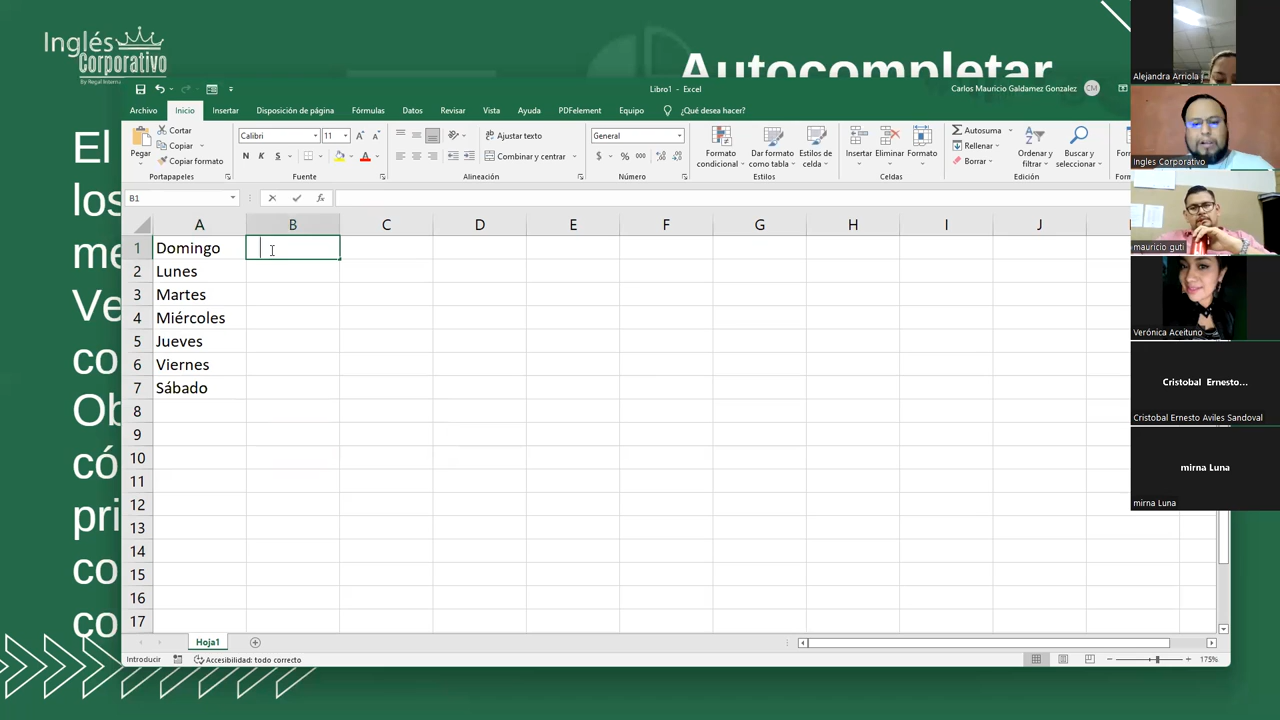 Inglés
Corporativo
By Regal Internacional
Autocompletar
El
los
me
Ve
co
Ob
có
pri
co
co
Libro1 - Excel
Carlos Mauricio Galdamez Gonzalez
CM
Archivo
Inicio
Insertar
Disposición de página
Fórmulas
Datos
Revisar
Vista
Ayuda
PDFelement
Equipo
¿Qué desea hacer?
Pegar
Cortar
Copiar
Copiar formato
Portapapeles
Calibri
11
N K S
Fuente
Ajustar texto
Combinar y centrar
Alineación
General
$ % 000
Número
Formato condicional
Dar formato como tabla
Estilos de celda
Estilos
Insertar
Eliminar
Formato
Celdas
Autosuma
Rellenar
Borrar
Ordenar y filtrar
Buscar y seleccionar
Edición
B1
A B C D E F G H I J
1 Domingo
2 Lunes
3 Martes
4 Miércoles
5 Jueves
6 Viernes
7 Sábado
8
9
10
11
12
13
14
15
16
17
Hoja1
Introducir
Accesibilidad: todo correcto
175%
Alejandra Arriola
Ingles Corporativo
mauricio guti
Verónica Aceituno
Cristobal Ernesto...
Cristobal Ernesto Aviles Sandoval
mirna Luna
mirna Luna